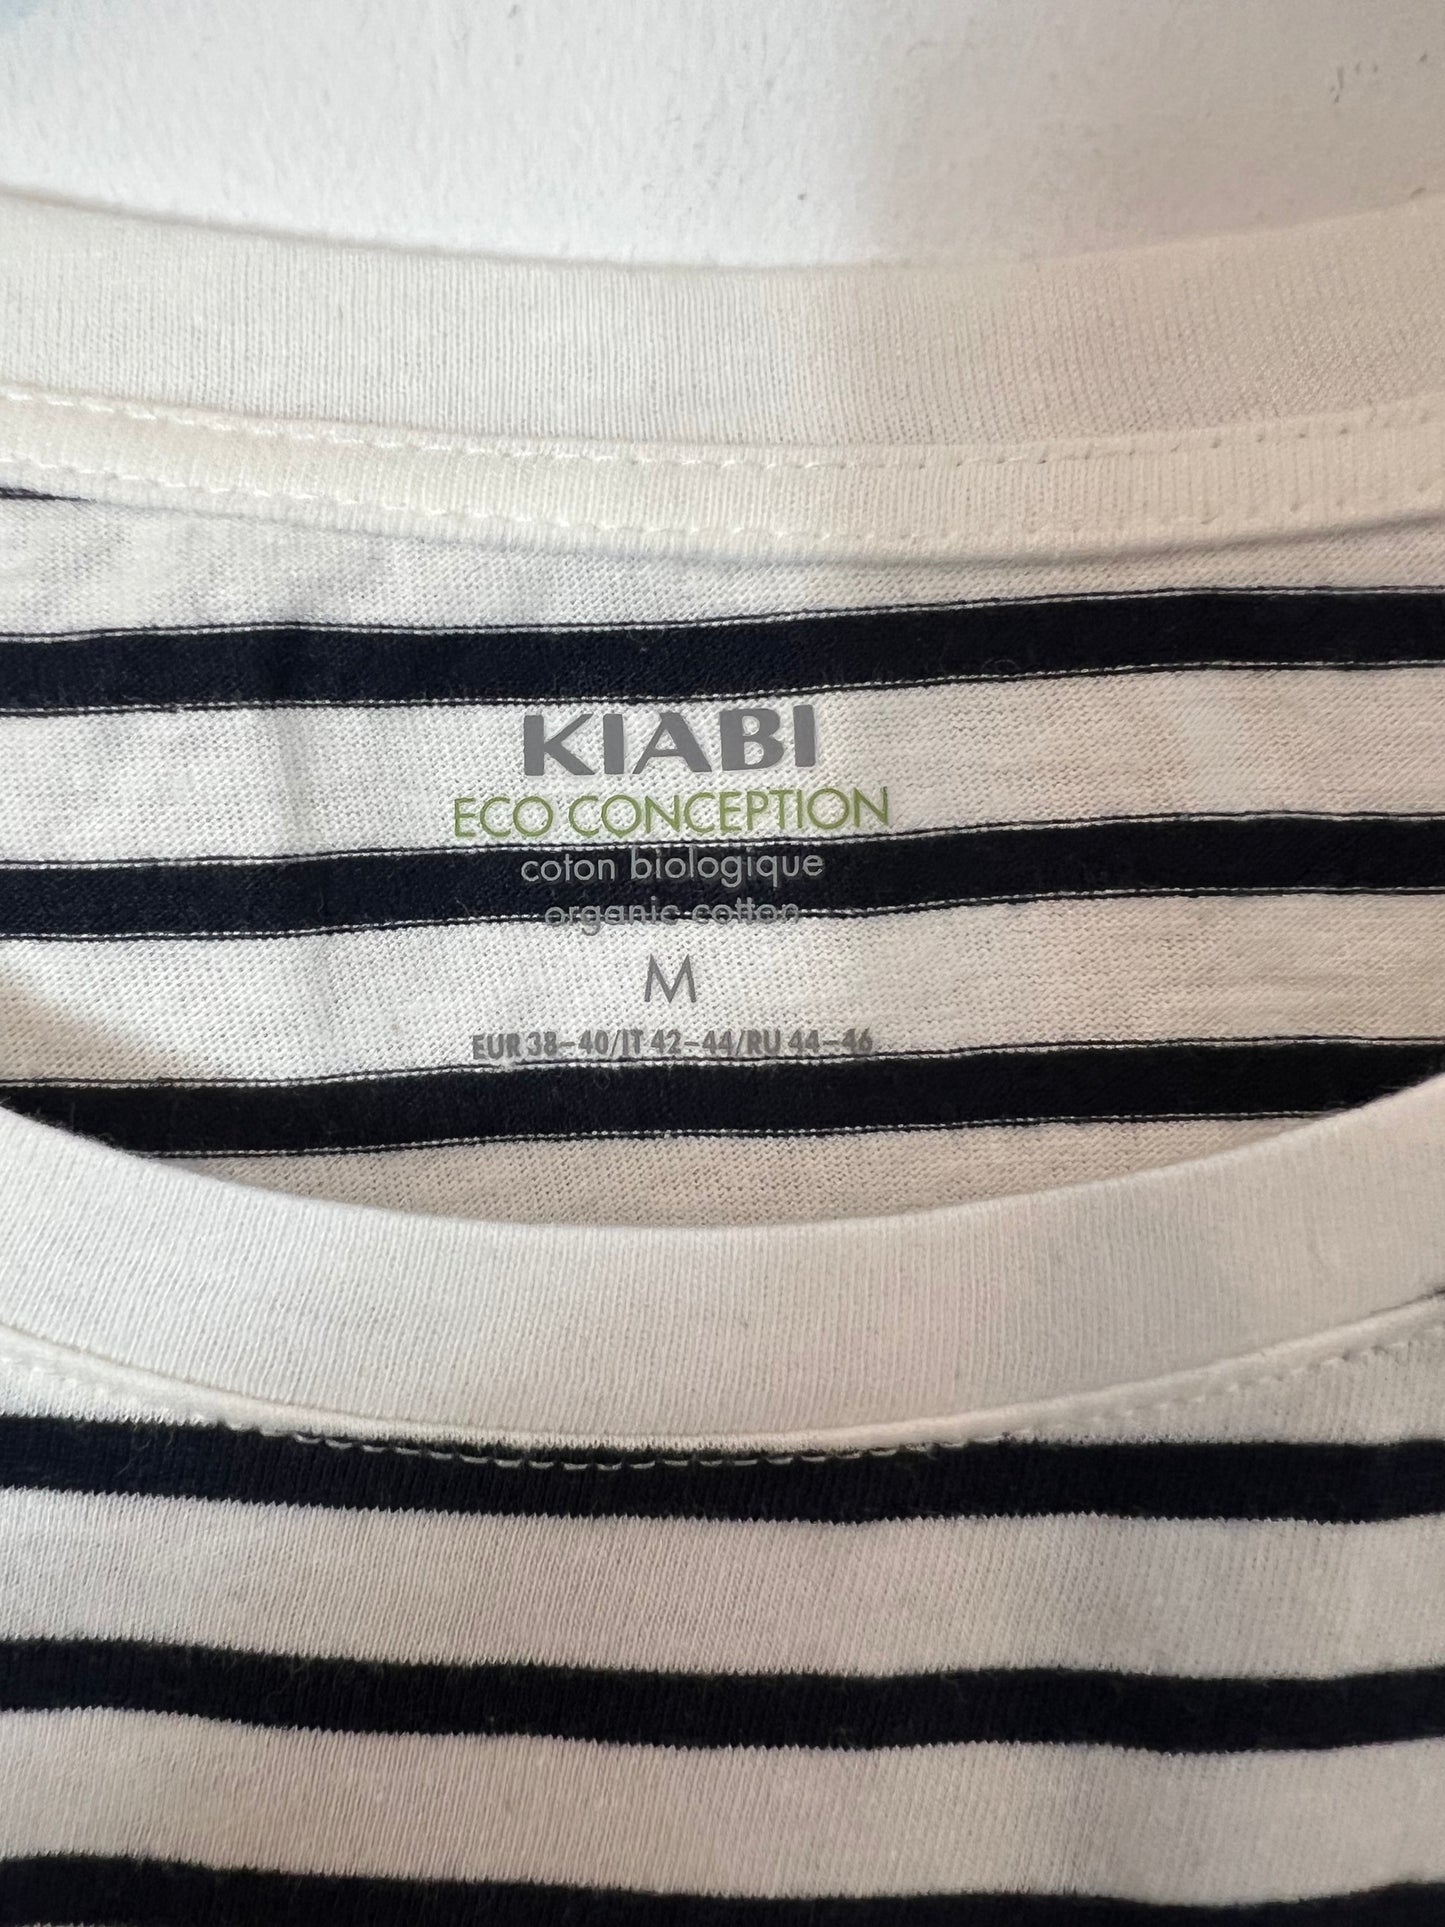 KIABI
ECO CONCEPTION
coton biologique
organic cotton
M
EUR 38-40/IT 42-44/RU 44-46